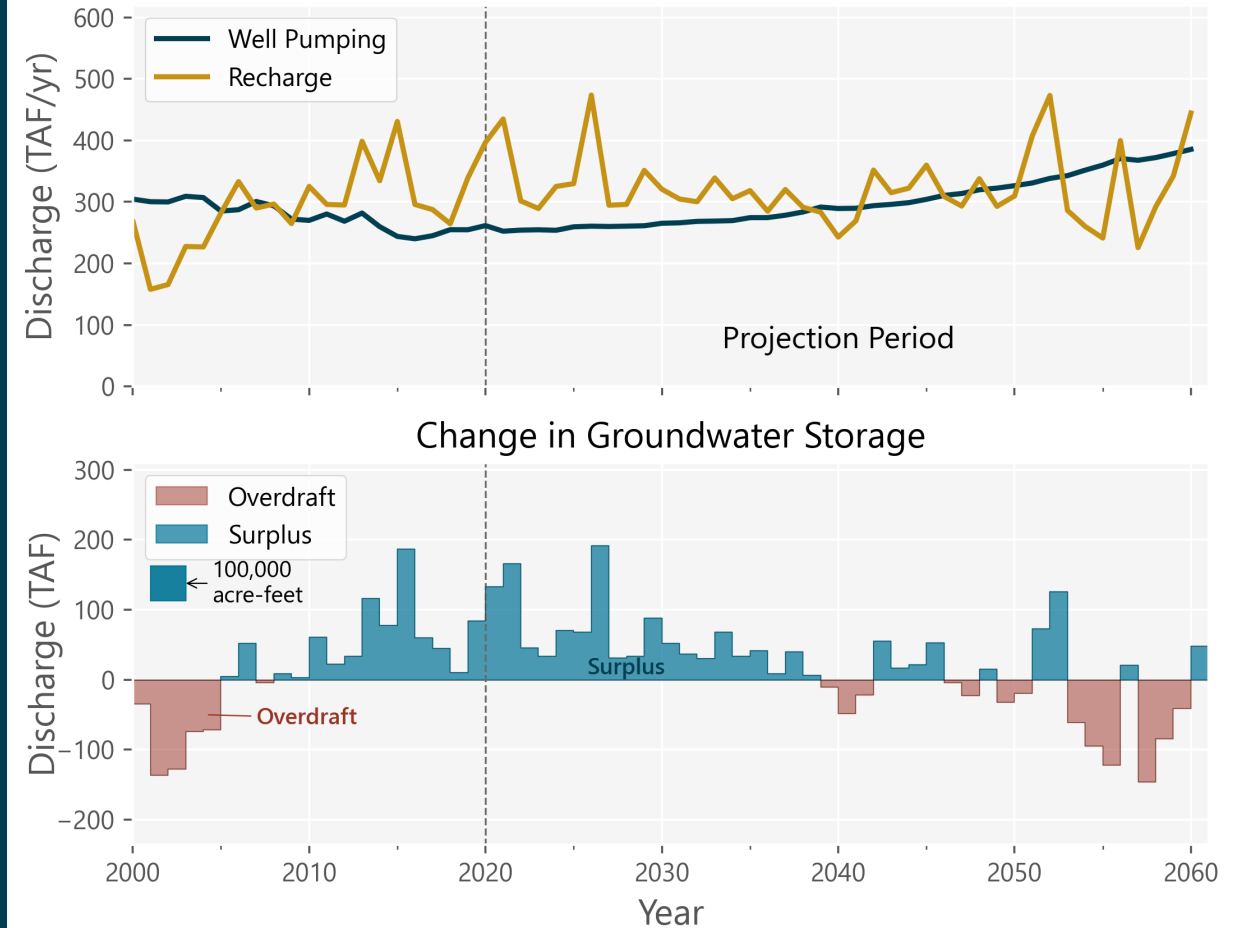 600
500
400
300
200
100
0
Discharge (TAF/yr)
Well Pumping
Recharge
Projection Period
Change in Groundwater Storage
300
200
100
0
−100
−200
Discharge (TAF)
Overdraft
Surplus
100,000
acre-feet
Surplus
Overdraft
2000 2010 2020 2030 2040 2050 2060
Year